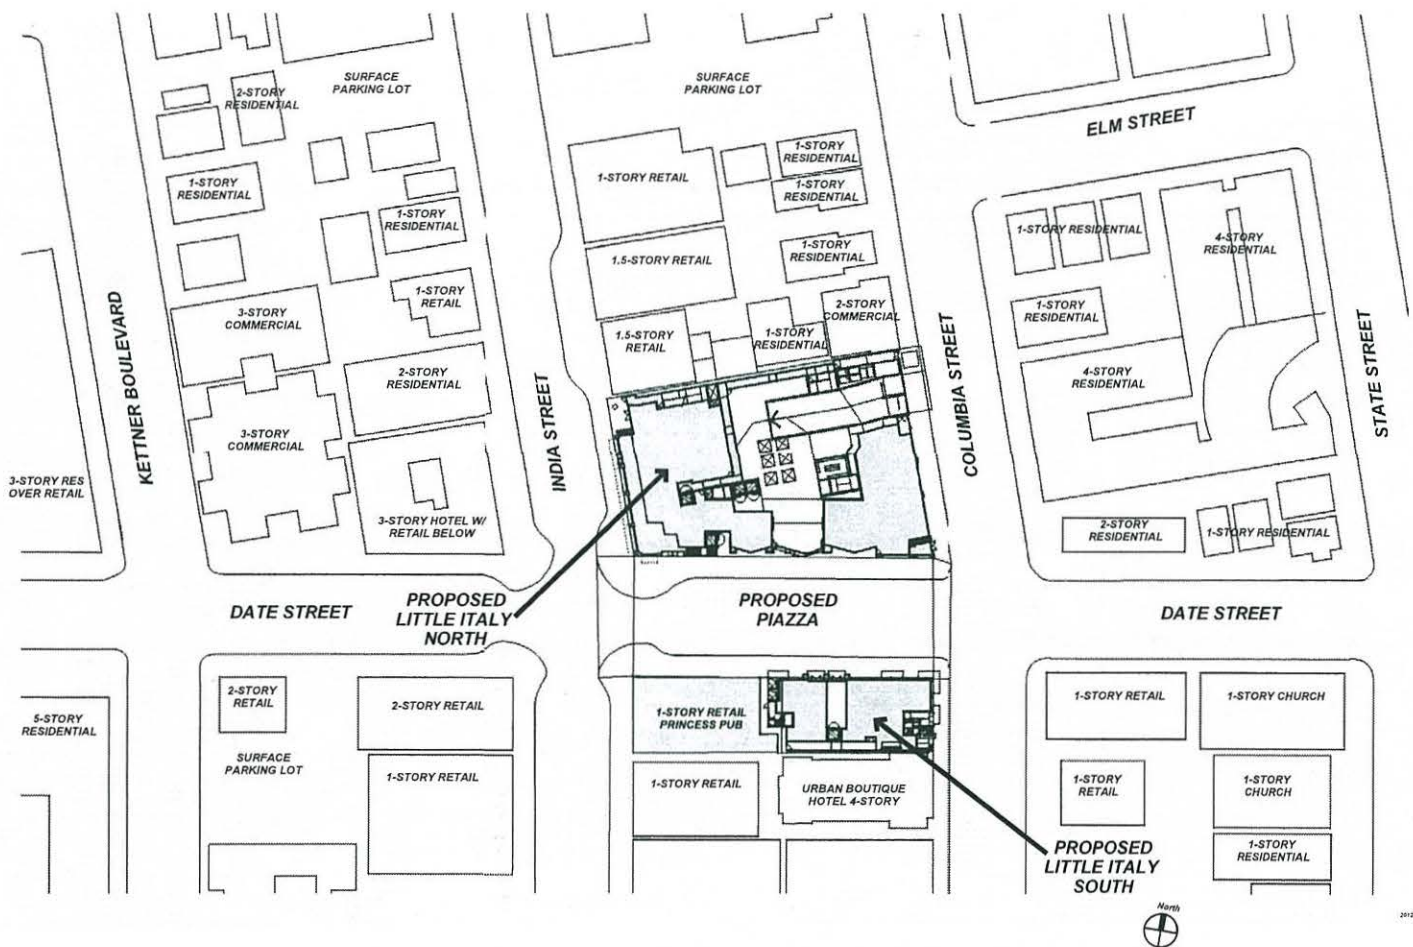 SURFACE
PARKING LOT
SURFACE
PARKING LOT
2-STORY
RESIDENTIAL
ELM STREET
1-STORY
RESIDENTIAL
1-STORY RETAIL
1-STORY
RESIDENTIAL
1-STORY
RESIDENTIAL
1-STORY
RESIDENTIAL
1-STORY RESIDENTIAL
4-STORY
RESIDENTIAL
1.5-STORY RETAIL
1-STORY
RESIDENTIAL
1-STORY
RETAIL
3-STORY
COMMERCIAL
2-STORY
COMMERCIAL
1-STORY
RESIDENTIAL
1.5-STORY
RETAIL
1-STORY
RESIDENTIAL
KETTNER BOULEVARD
INDIA STREET
COLUMBIA STREET
STATE STREET
2-STORY
RESIDENTIAL
4-STORY
RESIDENTIAL
3-STORY
COMMERCIAL
3-STORY RES
OVER RETAIL
3-STORY HOTEL W/
RETAIL BELOW
2-STORY
RESIDENTIAL
1-STORY RESIDENTIAL
DATE STREET
PROPOSED
LITTLE ITALY
NORTH
PROPOSED
PIAZZA
DATE STREET
2-STORY
RETAIL
2-STORY RETAIL
1-STORY RETAIL
PRINCESS PUB
1-STORY RETAIL
1-STORY CHURCH
5-STORY
RESIDENTIAL
SURFACE
PARKING LOT
1-STORY RETAIL
1-STORY RETAIL
URBAN BOUTIQUE
HOTEL 4-STORY
1-STORY
RETAIL
1-STORY
CHURCH
PROPOSED
LITTLE ITALY
SOUTH
1-STORY
RESIDENTIAL
North